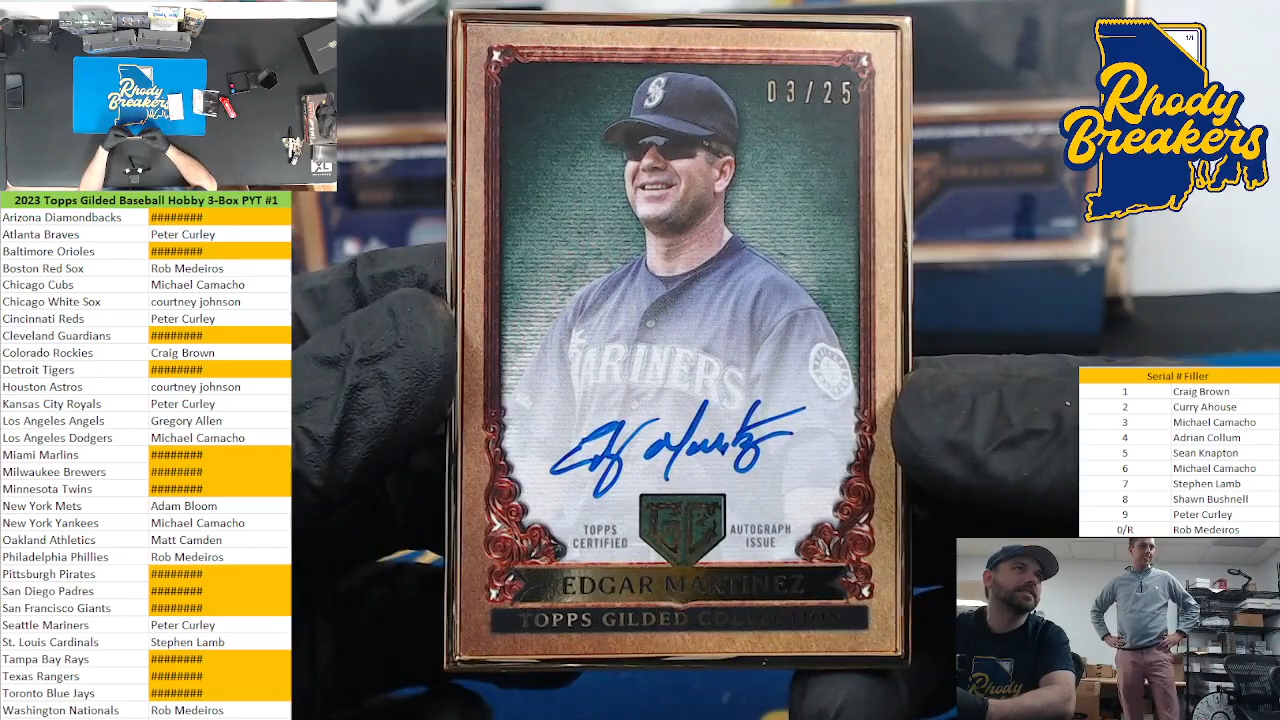 Rhody
Breakers
XL
2023 Topps Gilded Baseball Hobby 3-Box PYT #1
Arizona Diamondbacks ########
Atlanta Braves Peter Curley
Baltimore Orioles ########
Boston Red Sox Rob Medeiros
Chicago Cubs Michael Camacho
Chicago White Sox courtney johnson
Cincinnati Reds Peter Curley
Cleveland Guardians ########
Colorado Rockies Craig Brown
Detroit Tigers ########
Houston Astros courtney johnson
Kansas City Royals Peter Curley
Los Angeles Angels Gregory Allen
Los Angeles Dodgers Michael Camacho
Miami Marlins ########
Milwaukee Brewers ########
Minnesota Twins ########
New York Mets Adam Bloom
New York Yankees Michael Camacho
Oakland Athletics Matt Camden
Philadelphia Phillies Rob Medeiros
Pittsburgh Pirates ########
San Diego Padres ########
San Francisco Giants ########
Seattle Mariners Peter Curley
St. Louis Cardinals Stephen Lamb
Tampa Bay Rays ########
Texas Rangers ########
Toronto Blue Jays ########
Washington Nationals Rob Medeiros
03/25
S
MARINERS
TOPPS
CERTIFIED
AUTOGRAPH
ISSUE
EDGAR MARTINEZ
TOPPS GILDED COLLECTION
1/1
Rhody
Breakers
Serial # Filler
1 Craig Brown
2 Curry Ahouse
3 Michael Camacho
4 Adrian Collum
5 Sean Knapton
6 Michael Camacho
7 Stephen Lamb
8 Shawn Bushnell
9 Peter Curley
0/R Rob Medeiros
Rhody